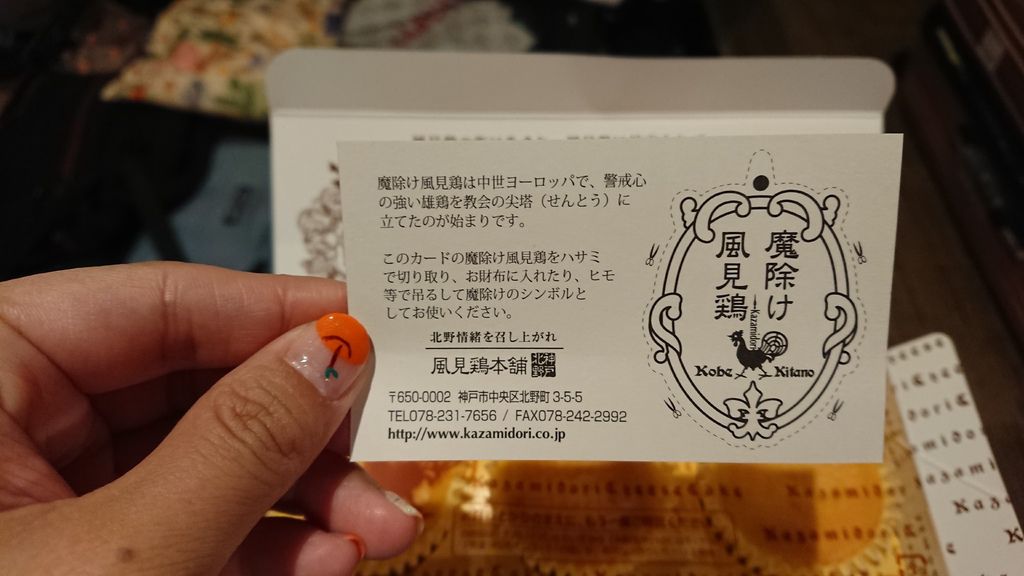 魔除け風見鶏は中世ヨーロッパで、警戒心
の強い雄鶏を教会の尖塔（せんとう）に
立てたのが始まりです。
このカードの魔除け風見鶏をハサミ
で切り取り、お財布に入れたり、ヒモ
等で吊るして魔除けのシンボルと
してお使いください。
北野情緒を召し上がれ
風見鶏本舗 神戸北野
〒650-0002 神戸市中央区北野町 3-5-5
TEL078-231-7656 / FAX078-242-2992
http://www.kazamidori.co.jp
魔除け
風見鶏
Kazamidori
Kobe Kitano